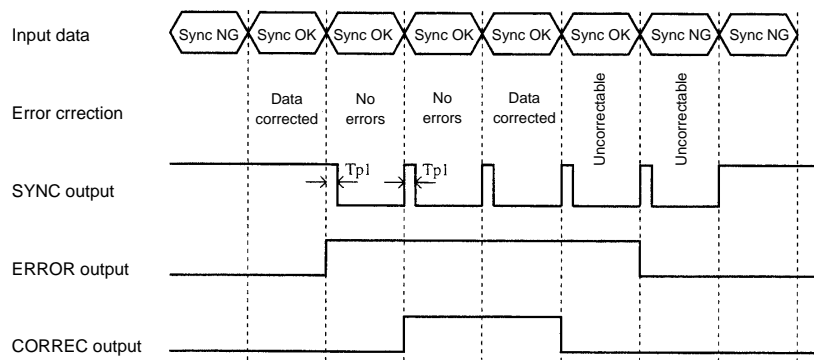 Input data
Sync NG Sync OK Sync OK Sync OK Sync OK Sync OK Sync NG Sync NG
Error crrection
Data corrected
No errors
No errors
Data corrected
Uncorrectable
Uncorrectable
Tp1 Tp1
SYNC output
ERROR output
CORREC output